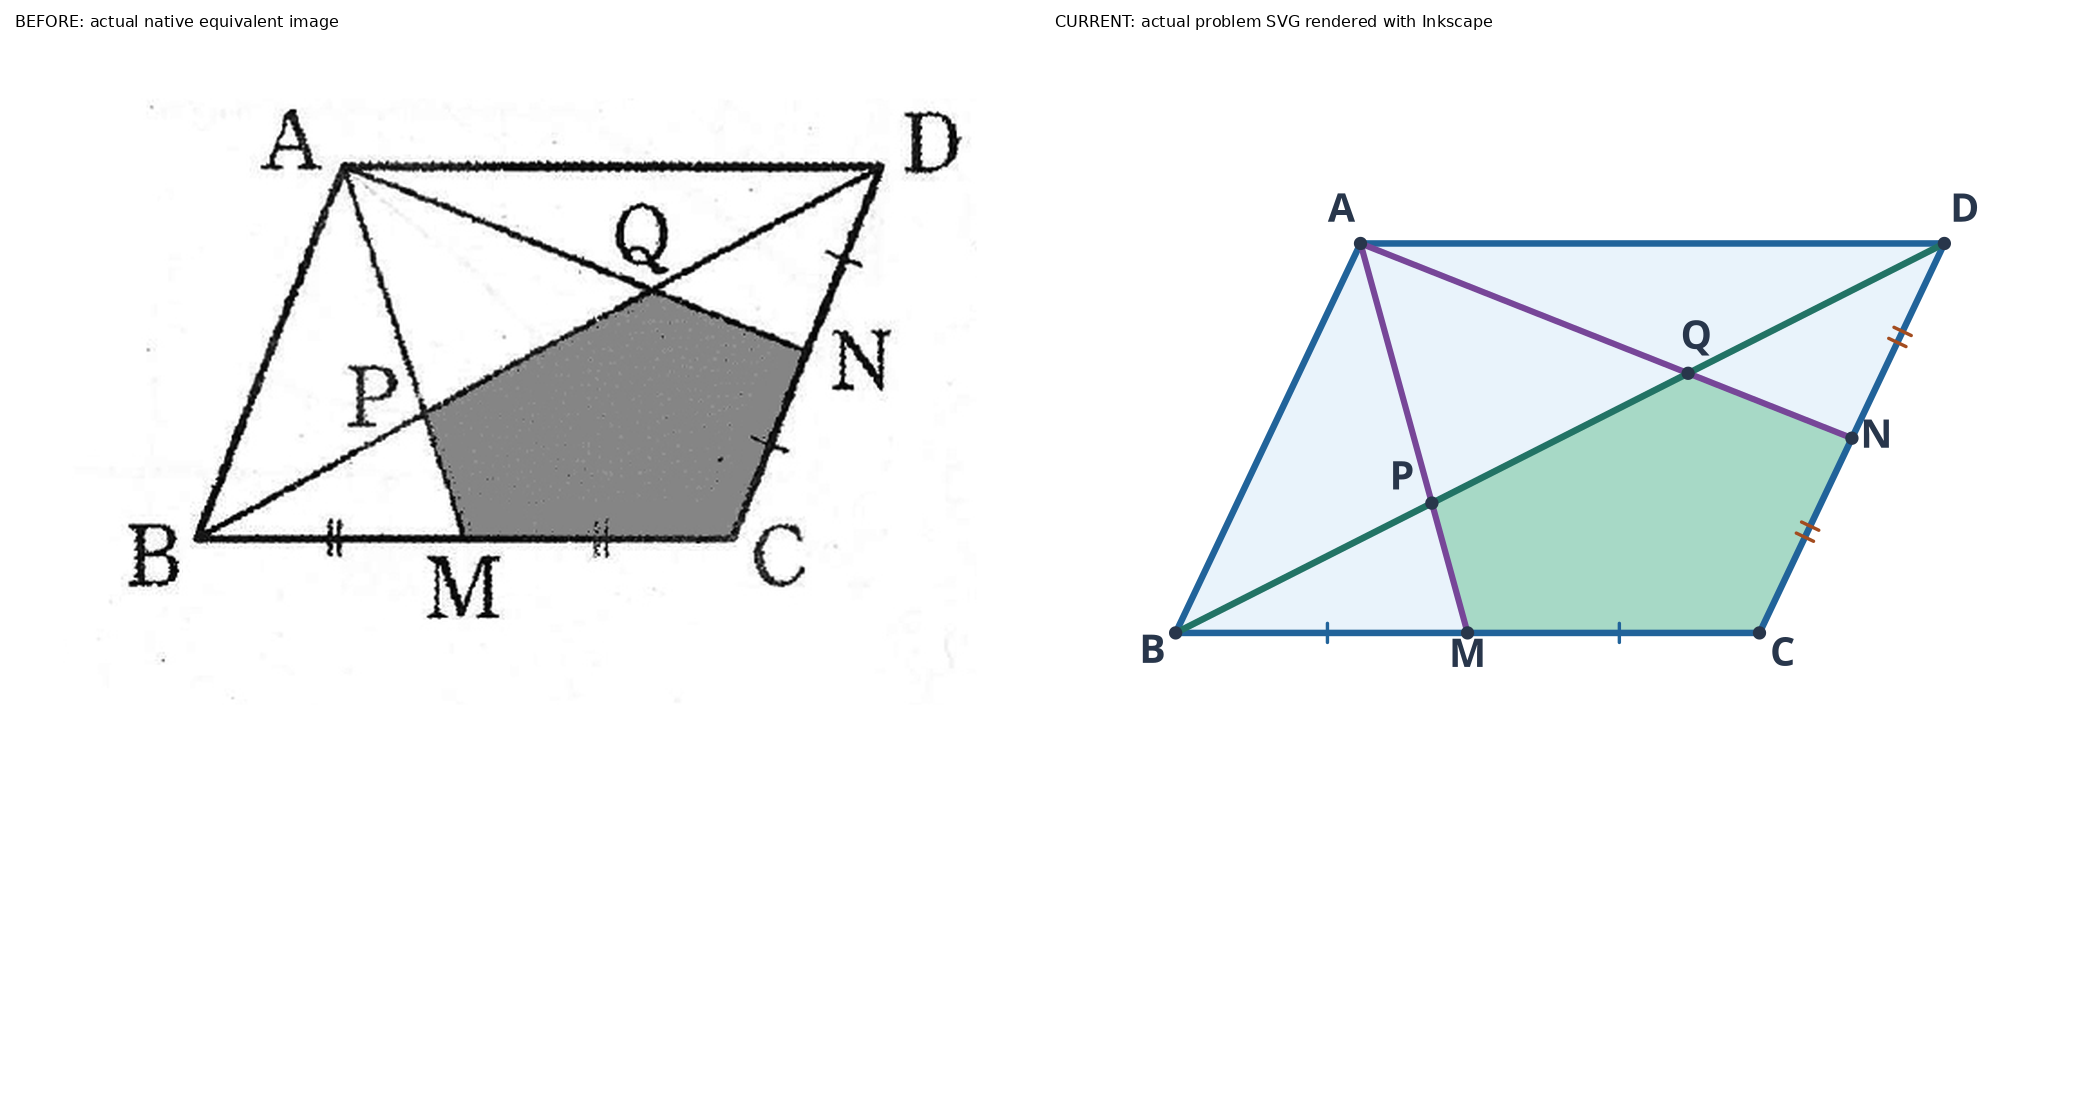 BEFORE: actual native equivalent image
A
D
Q
N
P
B
M
C
CURRENT: actual problem SVG rendered with Inkscape
A
D
Q
N
P
B
M
C